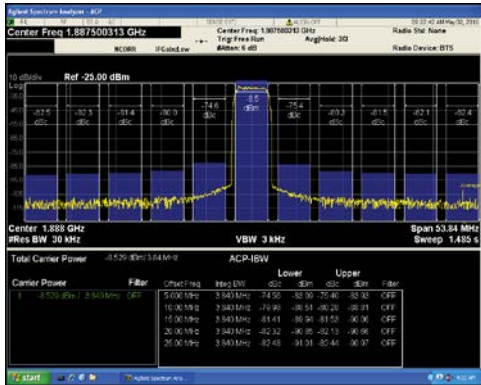 Agilent Spectrum Analyzer - ACP
SENSE:EXT ALIGN OFF
Center Freq 1.887500313 GHz
Center Freq: 1.887500313 GHz
Radio Std: None
Trig: Free Run Avg|Hold: 3/3
NCORR IFGain:Low #Atten: 6 dB Radio Device: BTS
10 dB/div Ref -25.00 dBm
Log
-82.5 dBc
-82.3 dBc
-81.4 dBc
-80.0 dBc
-74.6 dBc
-8.5 dBm
-75.4 dBc
-80.3 dBc
-81.5 dBc
-82.1 dBc
-82.4 dBc
Average
Center 1.888 GHz Span 53.84 MHz
#Res BW 30 kHz VBW 3 kHz Sweep 1.485 s
Total Carrier Power -8.529 dBm/ 3.84 MHz ACP-IBW
Lower Upper
Carrier Power Filter Offset Freq Integ BW dBc dBm dBc dBm Filter
1 -8.529 dBm / 3.840 MHz OFF 5.000 MHz 3.840 MHz -74.56 -83.09 -75.40 -83.93 OFF
10.00 MHz 3.840 MHz -79.98 -88.51 -80.28 -88.81 OFF
15.00 MHz 3.840 MHz -81.41 -89.94 -81.53 -90.06 OFF
20.00 MHz 3.840 MHz -82.32 -90.85 -82.13 -90.66 OFF
25.00 MHz 3.840 MHz -82.48 -91.01 -82.44 -90.97 OFF
start Agilent Spectrum Ana...